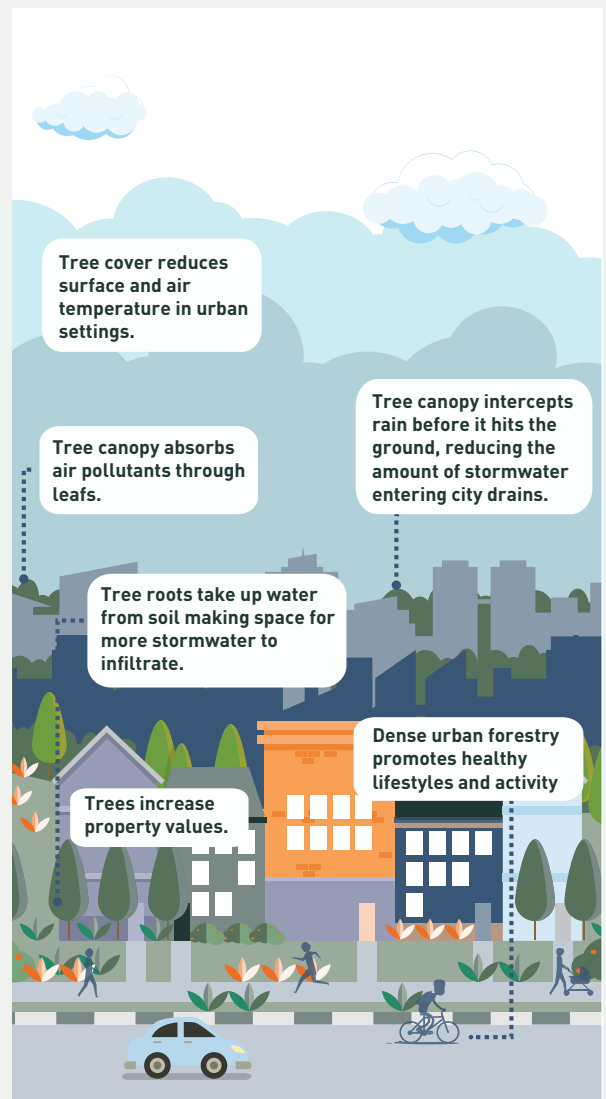 Tree cover reduces
surface and air
temperature in urban
settings.
Tree canopy intercepts
rain before it hits the
ground, reducing the
amount of stormwater
entering city drains.
Tree canopy absorbs
air pollutants through
leafs.
Tree roots take up water
from soil making space for
more stormwater to
infiltrate.
Dense urban forestry
promotes healthy
lifestyles and activity
Trees increase
property values.